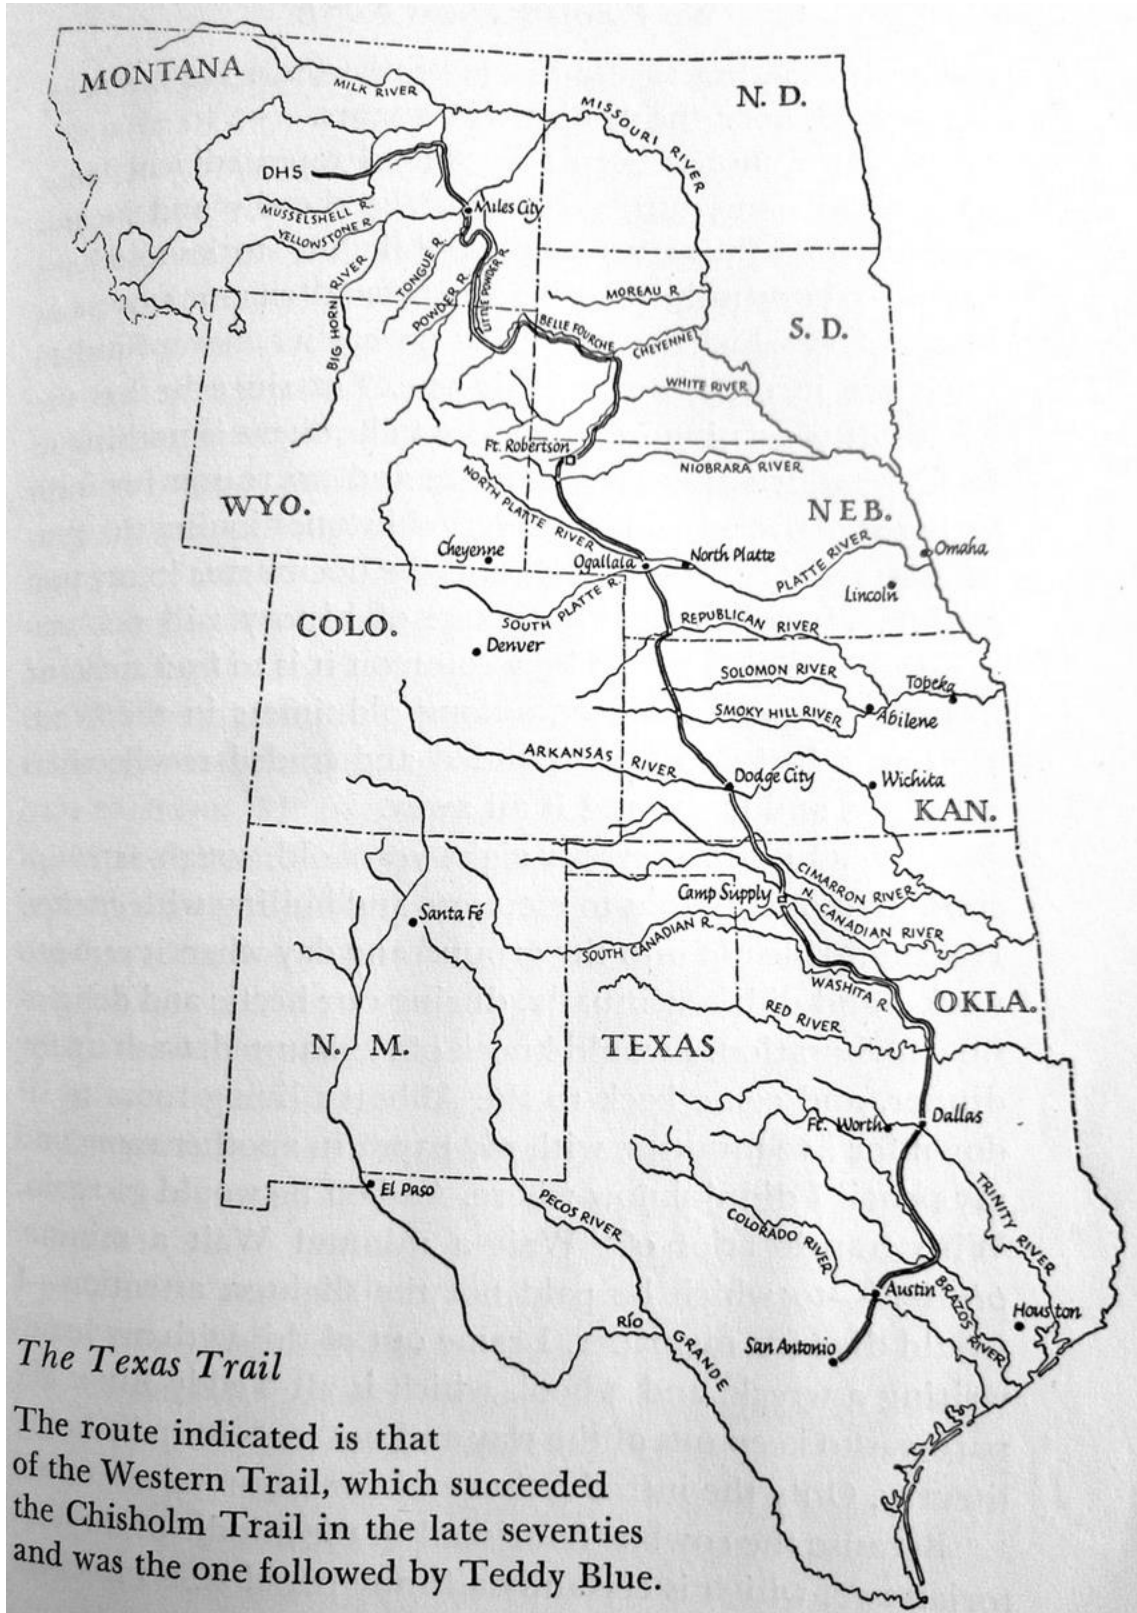 MONTANA
MILK RIVER
MISSOURI RIVER
N. D.
DHS
MUSSELSHELL R.
YELLOWSTONE R.
Miles City
BIG HORN RIVER
TONGUE R.
POWDER R.
LITTLE POWDER R.
MOREAU R.
S. D.
BELLE FOURCHE
CHEYENNE
WHITE RIVER
Ft. Robertson
NIOBRARA RIVER
WYO.
NORTH PLATTE RIVER
NEB.
Cheyenne
Ogallala
North Platte
PLATTE RIVER
Omaha
Lincoln
SOUTH PLATTE R.
COLO.
Denver
REPUBLICAN RIVER
SOLOMON RIVER
Topeka
SMOKY HILL RIVER
Abilene
ARKANSAS RIVER
Dodge City
Wichita
KAN.
CIMARRON RIVER
Camp Supply
N. CANADIAN RIVER
Santa Fé
SOUTH CANADIAN R.
WASHITA R.
OKLA.
RED RIVER
N. M.
TEXAS
Ft. Worth
Dallas
El Paso
PECOS RIVER
COLORADO RIVER
TRINITY RIVER
Austin
BRAZOS RIVER
Houston
San Antonio
RÍO GRANDE
The Texas Trail
The route indicated is that
of the Western Trail, which succeeded
the Chisholm Trail in the late seventies
and was the one followed by Teddy Blue.